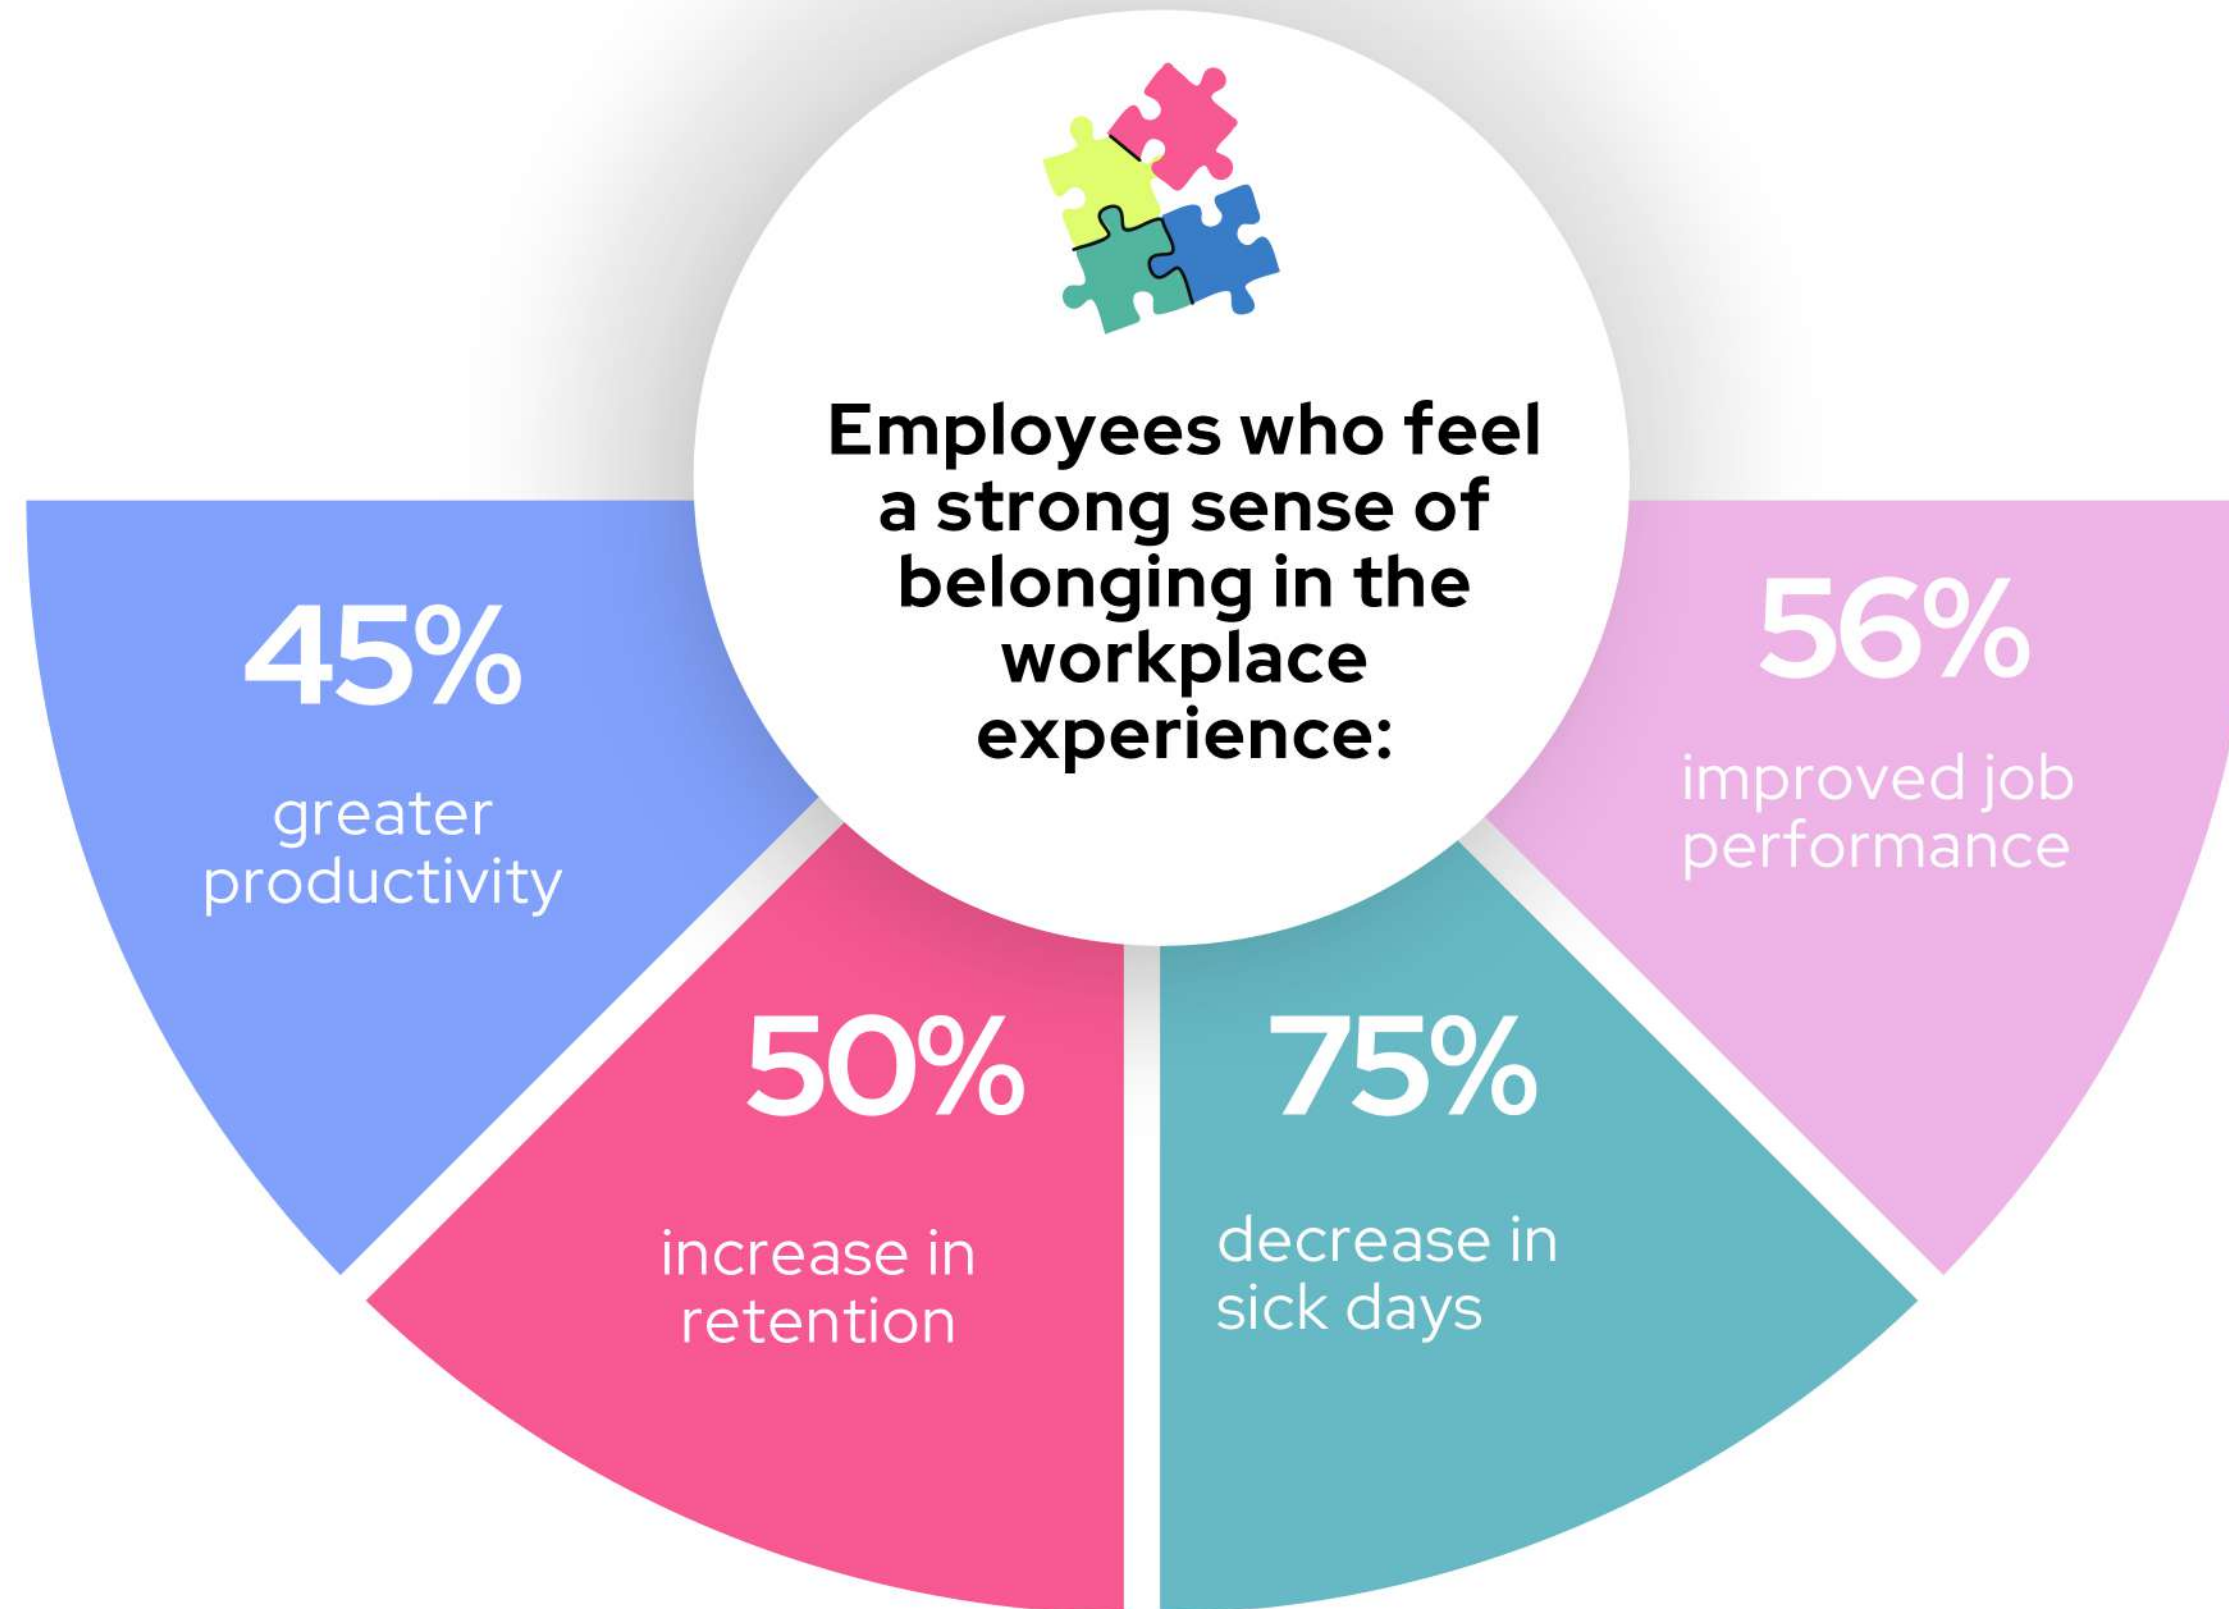 Employees who feel
a strong sense of
belonging in the
workplace
experience:
45%
greater
productivity
50%
increase in
retention
75%
decrease in
sick days
56%
improved job
performance